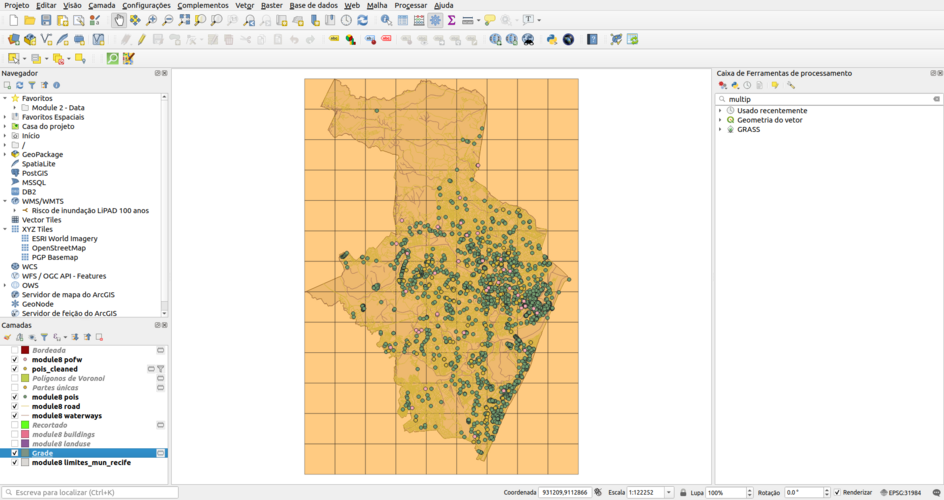 Projeto Editar Visão Camada Configurações Complementos Vetor Raster Base de dados Web Malha Processar Ajuda
Navegador
Favoritos
Module 2 - Data
Favoritos Espaciais
Casa do projeto
Início
/
GeoPackage
SpatiaLite
PostGIS
MSSQL
DB2
WMS/WMTS
Risco de inundação LiPAD 100 anos
Vector Tiles
XYZ Tiles
ESRI World Imagery
OpenStreetMap
PGP Basemap
WCS
WFS / OGC API - Features
OWS
Servidor de mapa do ArcGIS
GeoNode
Servidor de feição do ArcGIS
Camadas
Bordeado
module8 pofw
pois_cleaned
Polígonos de Voronoi
Partes únicas
module8 pois
module8 road
module8 waterways
Recortado
module8 buildings
module8 landuse
Grade
module8 limites_mun_recife
Caixa de Ferramentas de processamento
multip
Usado recentemente
Geometria do vetor
GRASS
Escreva para localizar (Ctrl+K)
Coordenada 931209,9112866 Escala 1:122252 Lupa 100% Rotação 0.0 ° Renderizar EPSG:31984